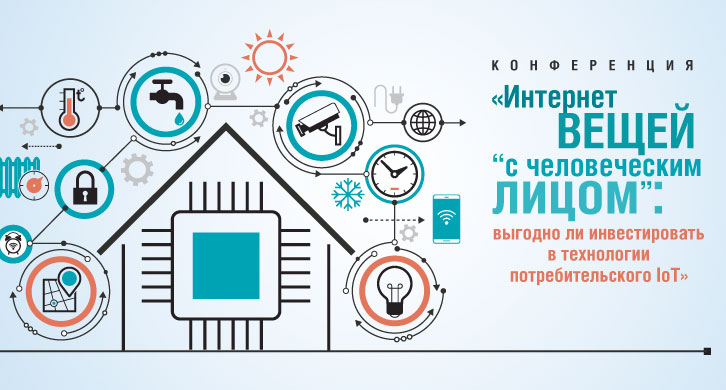 КОНФЕРЕНЦИЯ
«Интернет
ВЕЩЕЙ
“с человеческим
ЛИЦОМ”:
выгодно ли инвестировать
в технологии
потребительского IoT»
t°